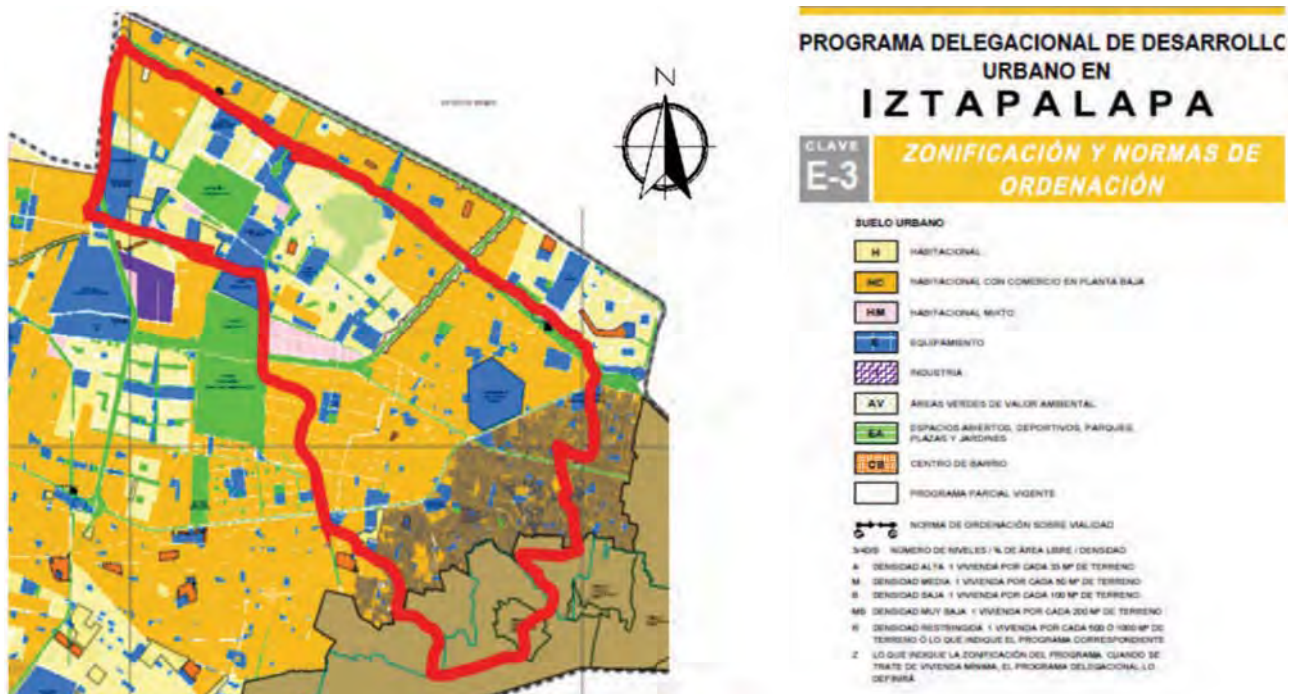 N
PROGRAMA DELEGACIONAL DE DESARROLLO
URBANO EN
IZTAPALAPA
CLAVE
E-3
ZONIFICACIÓN Y NORMAS DE
ORDENACIÓN
SUELO URBANO
H HABITACIONAL
HC HABITACIONAL CON COMERCIO EN PLANTA BAJA
HM HABITACIONAL MIXTO
E EQUIPAMIENTO
INDUSTRIA
AV ÁREAS VERDES DE VALOR AMBIENTAL
EA ESPACIOS ABIERTOS, DEPORTIVOS, PARQUES,
PLAZAS Y JARDINES
CB CENTRO DE BARRIO
PROGRAMA PARCIAL VIGENTE
NORMA DE ORDENACIÓN SOBRE VIALIDAD
NÚMERO DE NIVELES / % DE ÁREA LIBRE / DENSIDAD
A DENSIDAD ALTA 1 VIVIENDA POR CADA 33 M² DE TERRENO
M DENSIDAD MEDIA 1 VIVIENDA POR CADA 50 M² DE TERRENO
B DENSIDAD BAJA 1 VIVIENDA POR CADA 100 M² DE TERRENO
MB DENSIDAD MUY BAJA 1 VIVIENDA POR CADA 200 M² DE TERRENO
R DENSIDAD RESTRINGIDA 1 VIVIENDA POR CADA 500 Ó 1000 M² DE
TERRENO Ó LO QUE INDIQUE EL PROGRAMA CORRESPONDIENTE
Z LO QUE INDIQUE LA ZONIFICACIÓN DEL PROGRAMA. CUANDO SE
TRATE DE VIVIENDA MÍNIMA, EL PROGRAMA DELEGACIONAL LO
DEFINIRÁ